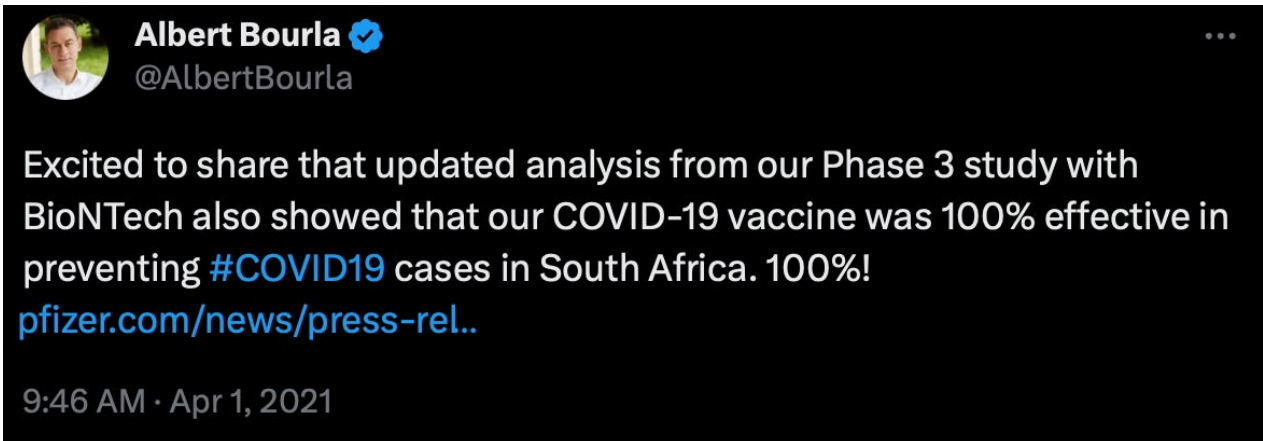 Albert Bourla
@AlbertBourla
Excited to share that updated analysis from our Phase 3 study with
BioNTech also showed that our COVID-19 vaccine was 100% effective in
preventing #COVID19 cases in South Africa. 100%!
pfizer.com/news/press-rel..
9:46 AM · Apr 1, 2021